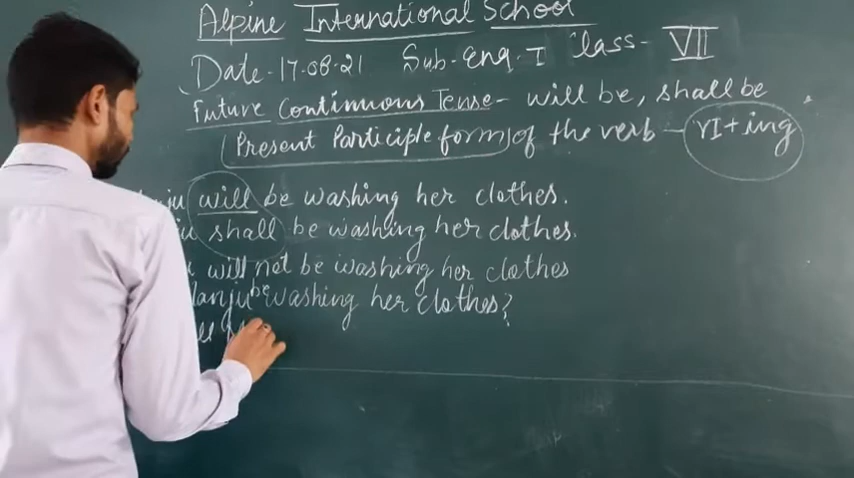 Alpine International School
Date-17-08-21 Sub-Eng-I Class- VII
Future Continuous Tense- will be, shall be
(Present Participle form) of the verb - VI+ing
will be washing her clothes.
shall be washing her clothes.
will not be washing her clothes
be washing her clothes?